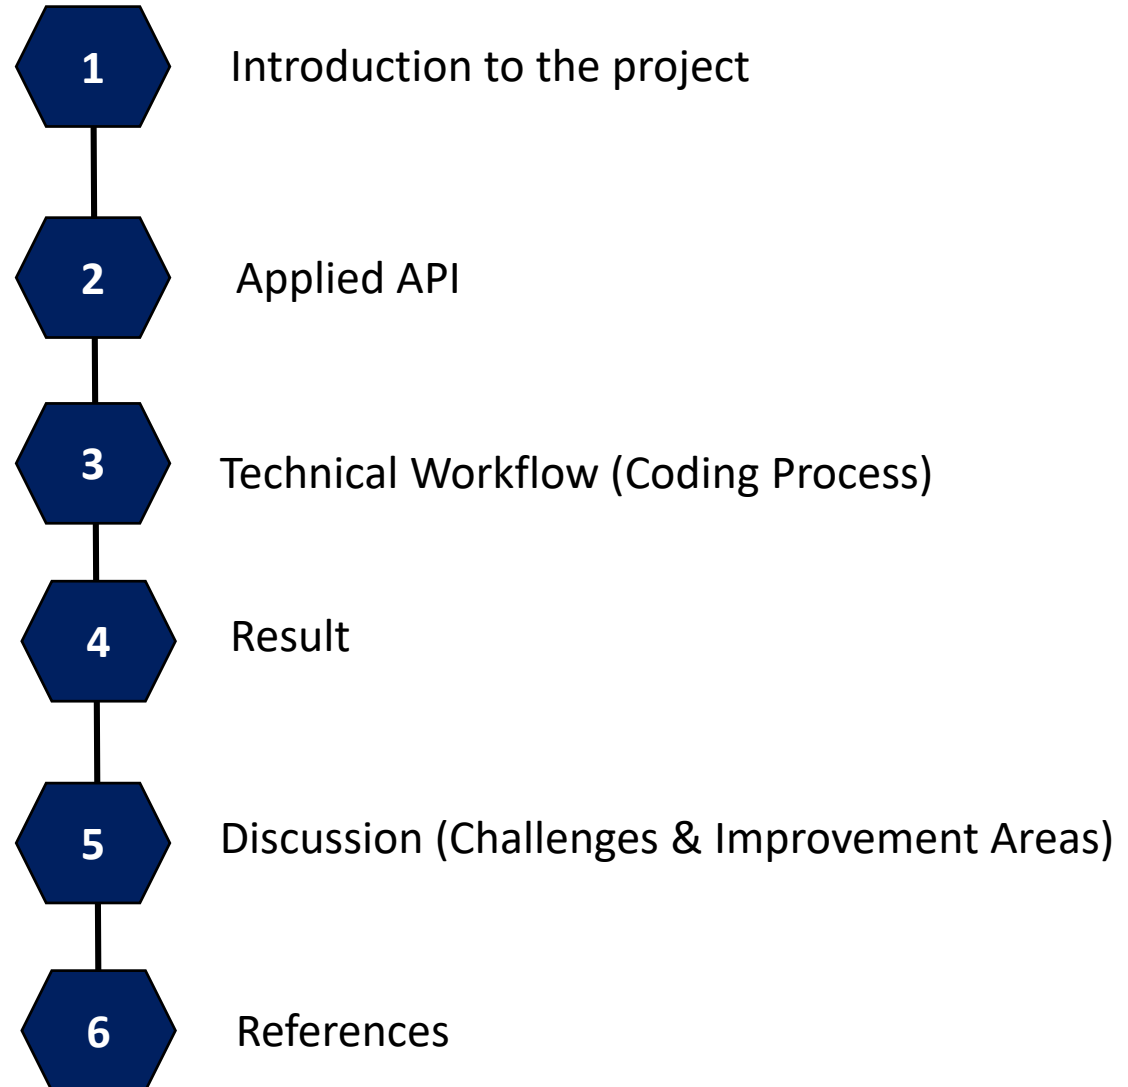 1 Introduction to the project
2 Applied API
3 Technical Workflow (Coding Process)
4 Result
5 Discussion (Challenges & Improvement Areas)
6 References